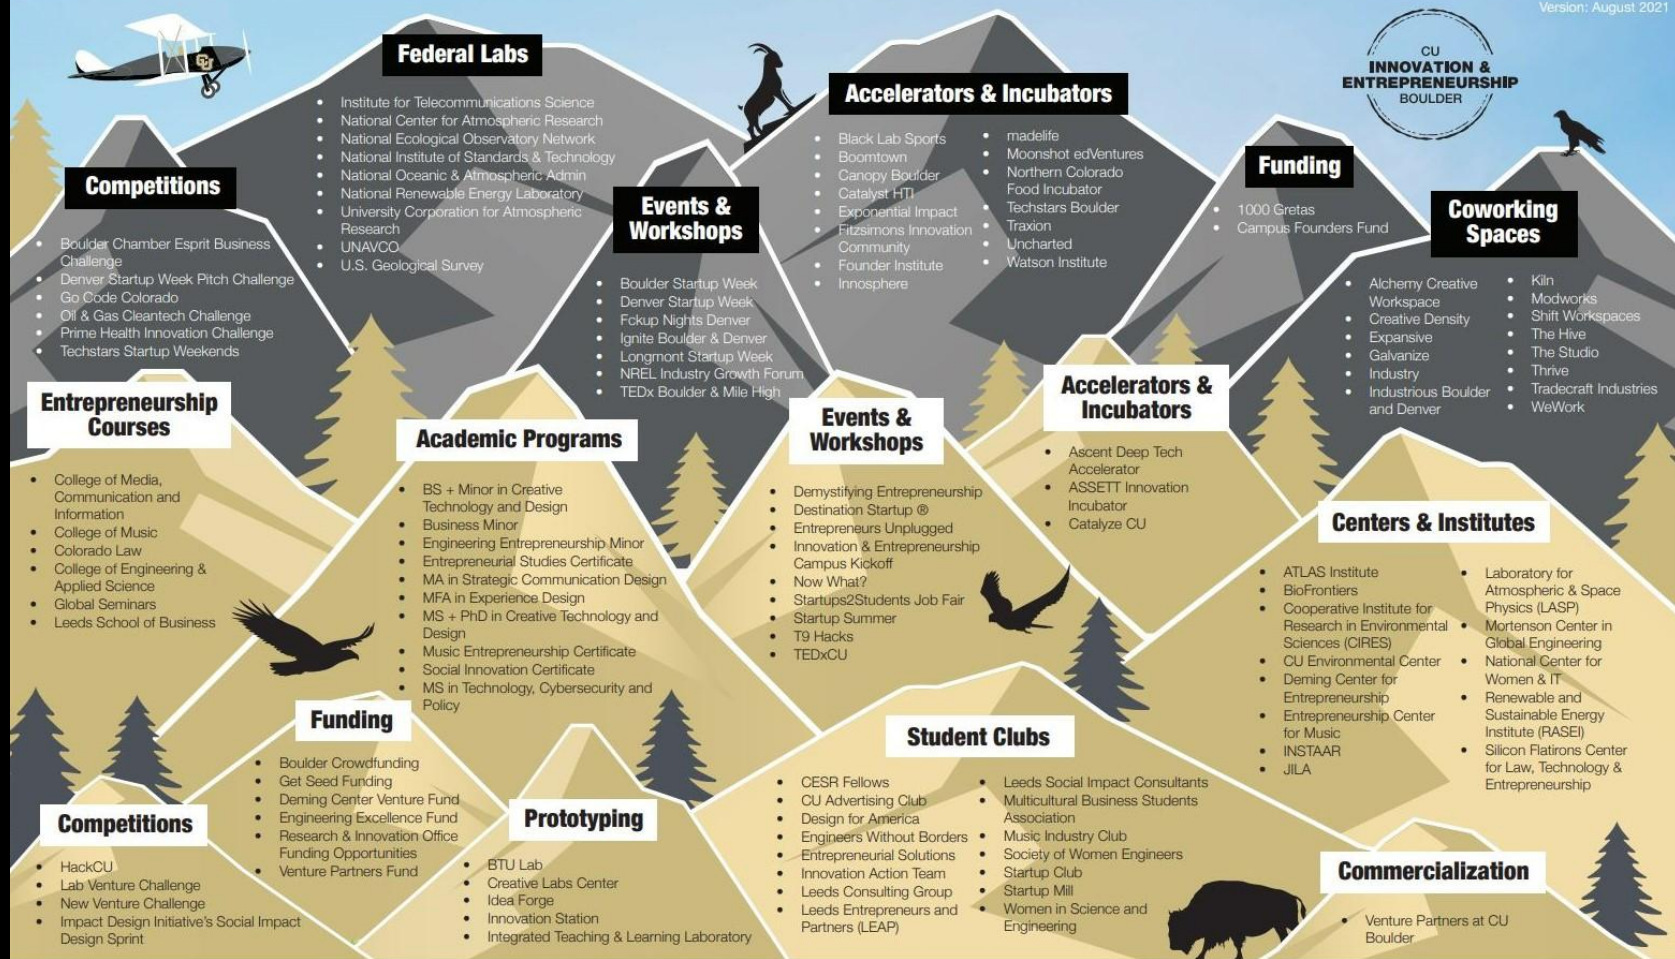 Version: August 2021
CU
INNOVATION &
ENTREPRENEURSHIP
BOULDER
CU
Federal Labs
• Institute for Telecommunications Science
• National Center for Atmospheric Research
• National Ecological Observatory Network
• National Institute of Standards & Technology
• National Oceanic & Atmospheric Admin
• National Renewable Energy Laboratory
• University Corporation for Atmospheric
Research
• UNAVCO
• U.S. Geological Survey
Accelerators & Incubators
• Black Lab Sports
• Boomtown
• Canopy Boulder
• Catalyst HTI
• Exponential Impact
• Fitzsimons Innovation
Community
• Founder Institute
• Innosphere
• madelife
• Moonshot edVentures
• Northern Colorado
Food Incubator
• Techstars Boulder
• Traxion
• Uncharted
• Watson Institute
Competitions
• Boulder Chamber Esprit Business
Challenge
• Denver Startup Week Pitch Challenge
• Go Code Colorado
• Oil & Gas Cleantech Challenge
• Prime Health Innovation Challenge
• Techstars Startup Weekends
Events &
Workshops
• Boulder Startup Week
• Denver Startup Week
• Fckup Nights Denver
• Ignite Boulder & Denver
• Longmont Startup Week
• NREL Industry Growth Forum
• TEDx Boulder & Mile High
Funding
• 1000 Gretas
• Campus Founders Fund
Coworking
Spaces
• Alchemy Creative
Workspace
• Creative Density
• Expansive
• Galvanize
• Industry
• Industrious Boulder
and Denver
• Kiln
• Modworks
• Shift Workspaces
• The Hive
• The Studio
• Thrive
• Tradecraft Industries
• WeWork
Entrepreneurship
Courses
• College of Media,
Communication and
Information
• College of Music
• Colorado Law
• College of Engineering &
Applied Science
• Global Seminars
• Leeds School of Business
Academic Programs
• BS + Minor in Creative
Technology and Design
• Business Minor
• Engineering Entrepreneurship Minor
• Entrepreneurial Studies Certificate
• MA in Strategic Communication Design
• MFA in Experience Design
• MS + PhD in Creative Technology and
Design
• Music Entrepreneurship Certificate
• Social Innovation Certificate
• MS in Technology, Cybersecurity and
Policy
Events &
Workshops
• Demystifying Entrepreneurship
• Destination Startup ®
• Entrepreneurs Unplugged
• Innovation & Entrepreneurship
Campus Kickoff
• Now What?
• Startups2Students Job Fair
• Startup Summer
• T9 Hacks
• TEDxCU
Accelerators &
Incubators
• Ascent Deep Tech
Accelerator
• ASSETT Innovation
Incubator
• Catalyze CU
Centers & Institutes
• ATLAS Institute
• BioFrontiers
• Cooperative Institute for
Research in Environmental
Sciences (CIRES)
• CU Environmental Center
• Deming Center for
Entrepreneurship
• Entrepreneurship Center
for Music
• INSTAAR
• JILA
• Laboratory for
Atmospheric & Space
Physics (LASP)
• Mortenson Center in
Global Engineering
• National Center for
Women & IT
• Renewable and
Sustainable Energy
Institute (RASEI)
• Silicon Flatirons Center
for Law, Technology &
Entrepreneurship
Funding
• Boulder Crowdfunding
• Get Seed Funding
• Deming Center Venture Fund
• Engineering Excellence Fund
• Research & Innovation Office
Funding Opportunities
• Venture Partners Fund
Student Clubs
• CESR Fellows
• CU Advertising Club
• Design for America
• Engineers Without Borders
• Entrepreneurial Solutions
• Innovation Action Team
• Leeds Consulting Group
• Leeds Entrepreneurs and
Partners (LEAP)
• Leeds Social Impact Consultants
• Multicultural Business Students
Association
• Music Industry Club
• Society of Women Engineers
• Startup Club
• Startup Mill
• Women in Science and
Engineering
Competitions
• HackCU
• Lab Venture Challenge
• New Venture Challenge
• Impact Design Initiative's Social Impact
Design Sprint
Prototyping
• BTU Lab
• Creative Labs Center
• Idea Forge
• Innovation Station
• Integrated Teaching & Learning Laboratory
Commercialization
• Venture Partners at CU
Boulder